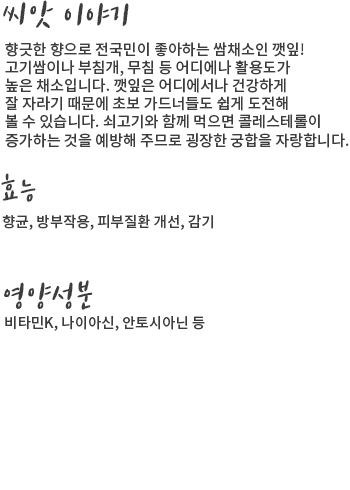 씨앗 이야기
향긋한 향으로 전국민이 좋아하는 쌈채소인 깻잎!
고기쌈이나 부침개, 무침 등 어디에나 활용도가
높은 채소입니다. 깻잎은 어디에서나 건강하게
잘 자라기 때문에 초보 가드너들도 쉽게 도전해
볼 수 있습니다. 쇠고기와 함께 먹으면 콜레스테롤이
증가하는 것을 예방해 주므로 굉장한 궁합을 자랑합니다.
효능
향균, 방부작용, 피부질환 개선, 감기
영양성분
비타민K, 나이아신, 안토시아닌 등